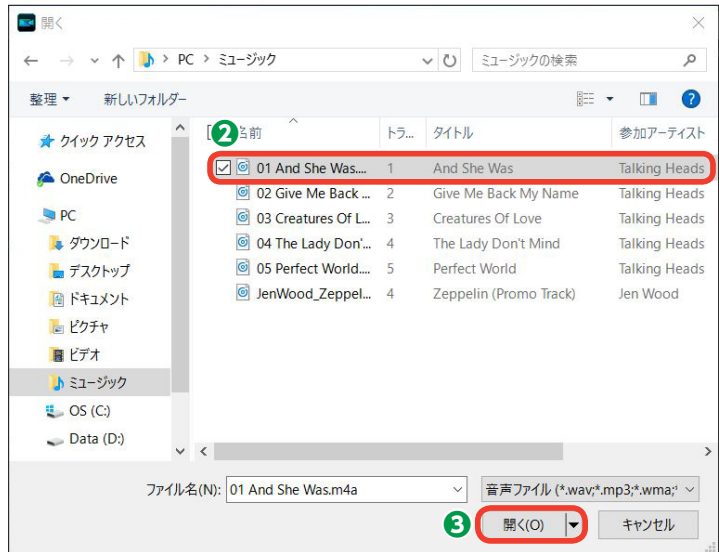 開く
PC > ミュージック
ミュージックの検索
整理 新しいフォルダー
クイック アクセス
OneDrive
PC
ダウンロード
デスクトップ
ドキュメント
ピクチャ
ビデオ
ミュージック
OS (C:)
Data (D:)
❷ 名前 トラ... タイトル 参加アーティスト
01 And She Was.... 1 And She Was Talking Heads
02 Give Me Back ... 2 Give Me Back My Name Talking Heads
03 Creatures Of L... 3 Creatures Of Love Talking Heads
04 The Lady Don'... 4 The Lady Don't Mind Talking Heads
05 Perfect World.... 5 Perfect World Talking Heads
JenWood_Zeppel... 4 Zeppelin (Promo Track) Jen Wood
ファイル名(N): 01 And She Was.m4a 音声ファイル (*.wav;*.mp3;*.wma;*
❸ 開く(O) キャンセル